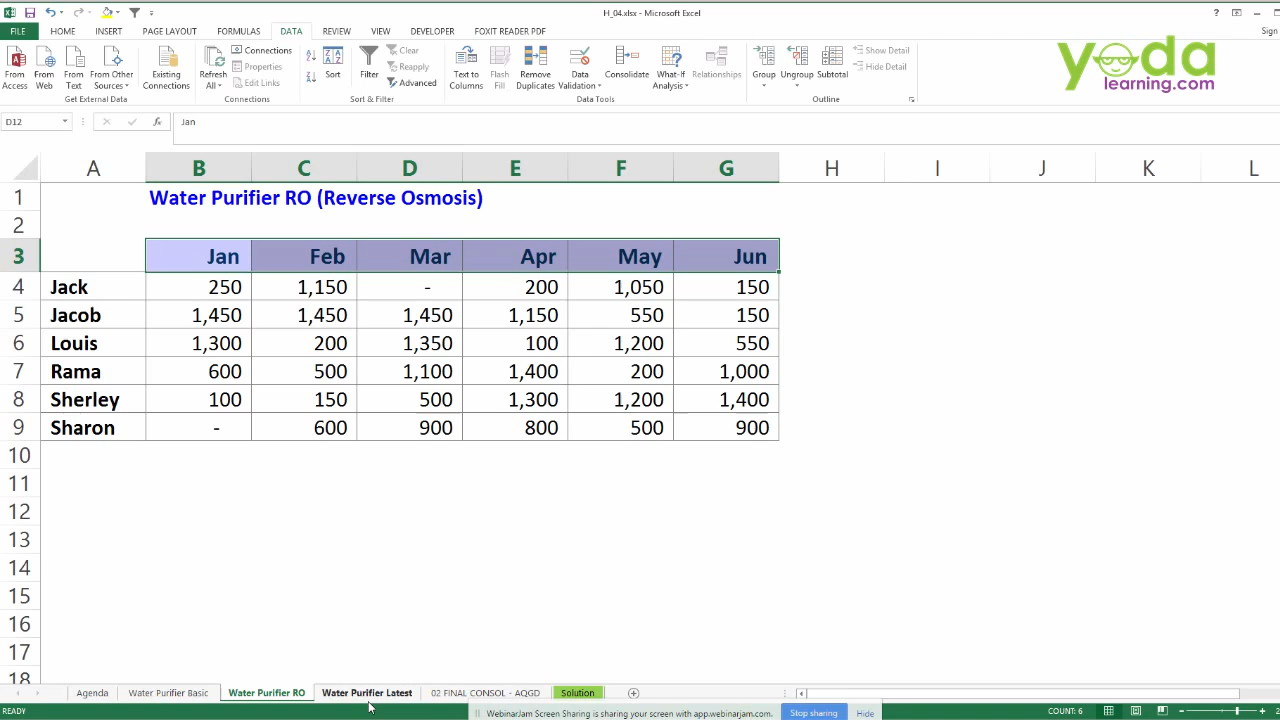 H_04.xlsx - Microsoft Excel
?
Sign
FILE HOME INSERT PAGE LAYOUT FORMULAS DATA REVIEW VIEW DEVELOPER FOXIT READER PDF
yoda
learning.com
From Access
From Web
From Text
From Other Sources
Existing Connections
Refresh All
Connections
Properties
Edit Links
Sort
Filter
Clear
Reapply
Advanced
Text to Columns
Flash Fill
Remove Duplicates
Data Validation
Consolidate
What-If Analysis
Relationships
Group
Ungroup
Subtotal
Show Detail
Hide Detail
Get External Data Connections Sort & Filter Data Tools Outline
D12 fx Jan
A B C D E F G H I J K L
1 Water Purifier RO (Reverse Osmosis)
2
3 Jan Feb Mar Apr May Jun
4 Jack 250 1,150 - 200 1,050 150
5 Jacob 1,450 1,450 1,450 1,150 550 150
6 Louis 1,300 200 1,350 100 1,200 550
7 Rama 600 500 1,100 1,400 200 1,000
8 Sherley 100 150 500 1,300 1,200 1,400
9 Sharon - 600 900 800 500 900
10
11
12
13
14
15
16
17
18
Agenda Water Purifier Basic Water Purifier RO Water Purifier Latest 02 FINAL CONSOL - AQGD Solution
READY WebinarJam Screen Sharing is sharing your screen with app.webinarjam.com. Stop sharing Hide COUNT: 6